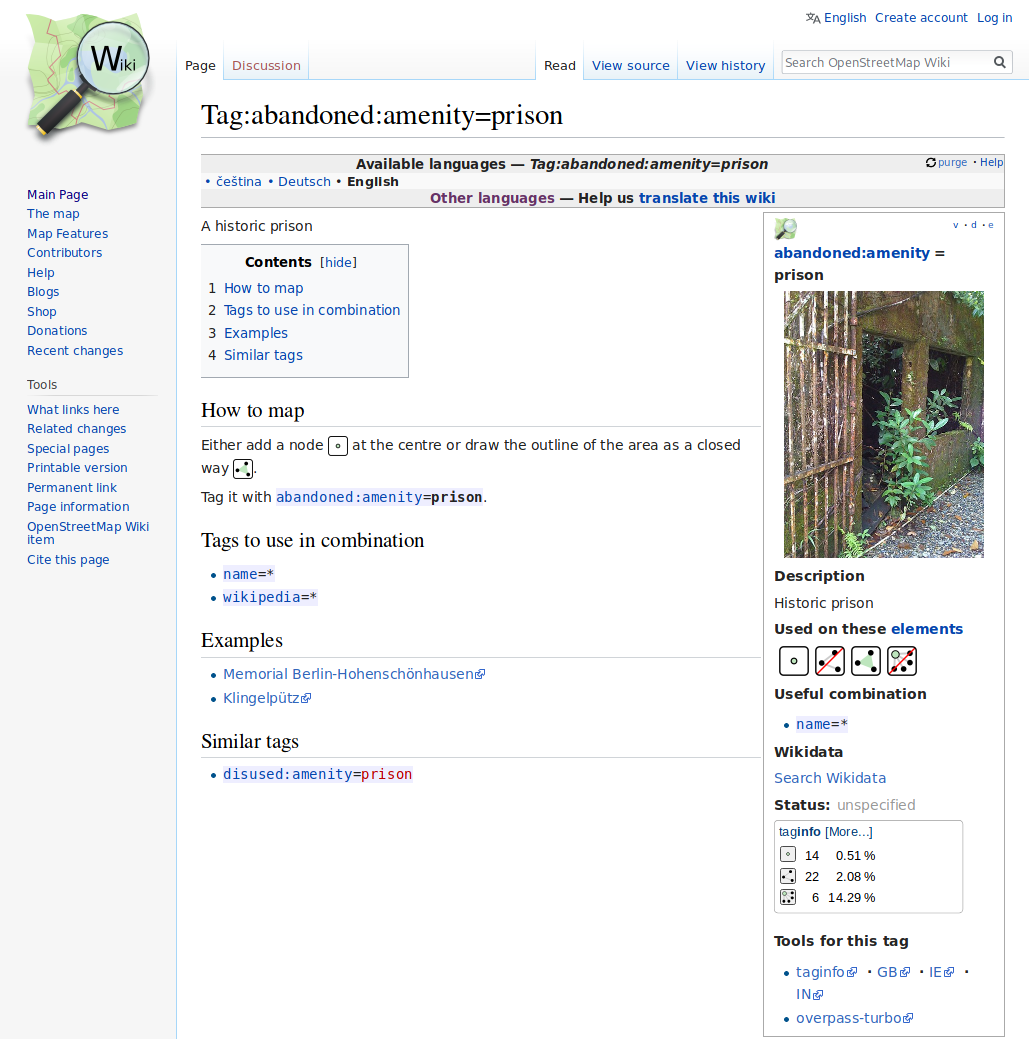 Wiki
English Create account Log in
Page Discussion Read View source View history Search OpenStreetMap Wiki
Main Page
The map
Map Features
Contributors
Help
Blogs
Shop
Donations
Recent changes
Tools
What links here
Related changes
Special pages
Printable version
Permanent link
Page information
OpenStreetMap Wiki
item
Cite this page
Tag:abandoned:amenity=prison
Available languages — Tag:abandoned:amenity=prison purge · Help
• čeština • Deutsch • English
Other languages — Help us translate this wiki
A historic prison
Contents [hide]
1 How to map
2 Tags to use in combination
3 Examples
4 Similar tags
How to map
Either add a node at the centre or draw the outline of the area as a closed
way .
Tag it with abandoned:amenity=prison.
Tags to use in combination
• name=*
• wikipedia=*
Examples
• Memorial Berlin-Hohenschönhausen
• Klingelpütz
Similar tags
• disused:amenity=prison
v · d · e
abandoned:amenity =
prison
Description
Historic prison
Used on these elements
Useful combination
• name=*
Wikidata
Search Wikidata
Status: unspecified
taginfo [More...]
14 0.51 %
22 2.08 %
6 14.29 %
Tools for this tag
• taginfo · GB · IE ·
IN
• overpass-turbo